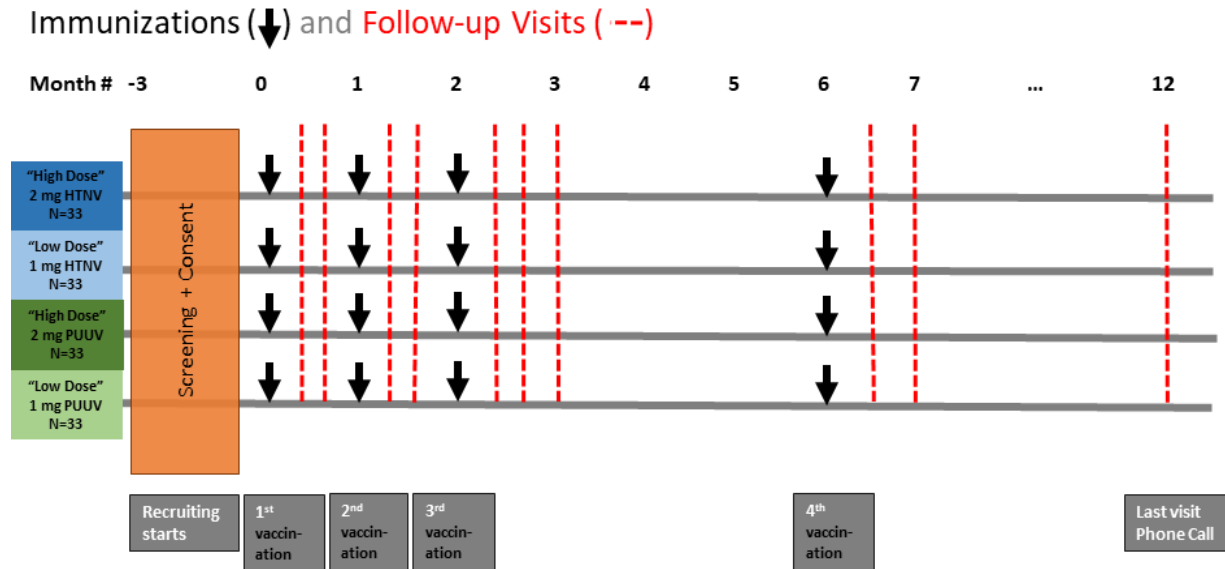 Immunizations ( ) and Follow-up Visits ( --)
Month # -3 0 1 2 3 4 5 6 7 ... 12
“High Dose”
2 mg HTNV
N=33
“Low Dose”
1 mg HTNV
N=33
“High Dose”
2 mg PUUV
N=33
“Low Dose”
1 mg PUUV
N=33
Screening + Consent
Recruiting
starts
1st
vaccin-
ation
2nd
vaccin-
ation
3rd
vaccin-
ation
4th
vaccin-
ation
Last visit
Phone Call